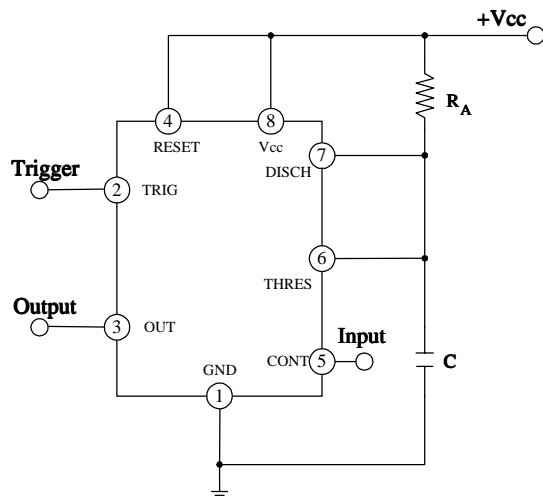 +Vcc
4
8
RESET
Vcc
R_A
7
DISCH
Trigger
2
TRIG
6
THRES
Output
3
OUT
Input
GND
CONT
5
C
1